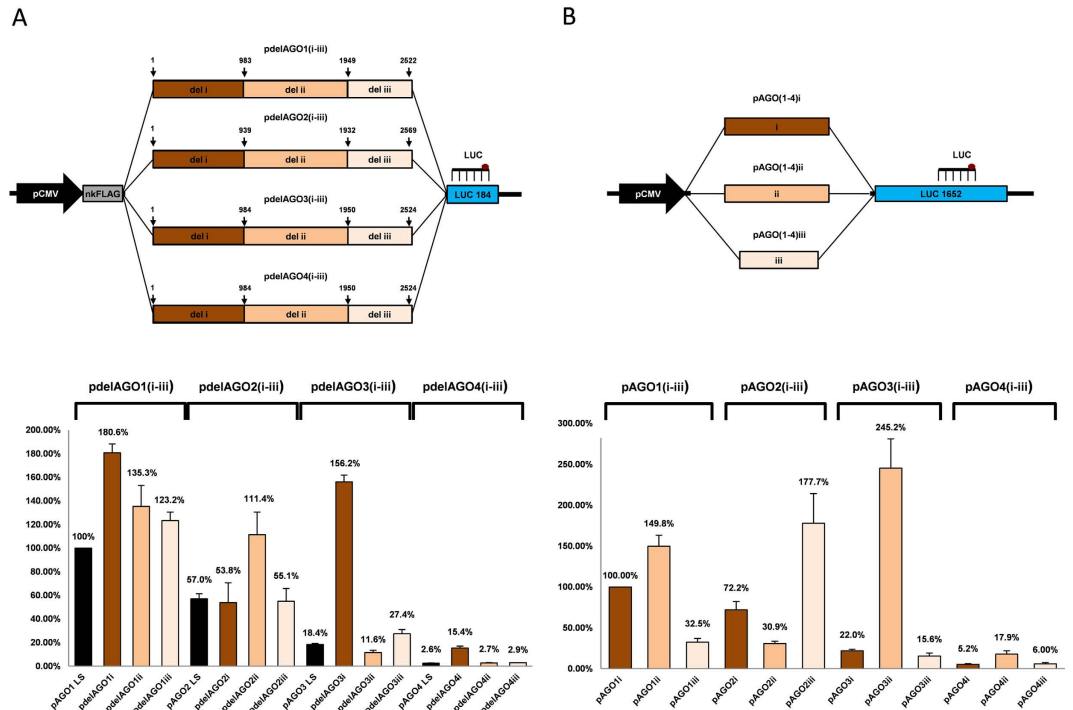 A
pdelAGO1(i-iii)
1 983 1949 2522
del i del ii del iii
pdelAGO2(i-iii)
1 939 1932 2569
del i del ii del iii
pCMV nkFLAG
LUC
LUC 184
pdelAGO3(i-iii)
1 984 1950 2524
del i del ii del iii
pdelAGO4(i-iii)
1 984 1950 2524
del i del ii del iii
B
pAGO(1-4)i
i
pAGO(1-4)ii
ii
pCMV
LUC
LUC 1652
pAGO(1-4)iii
iii
pdelAGO1(i-iii) pdelAGO2(i-iii) pdelAGO3(i-iii) pdelAGO4(i-iii)
200.00%
180.00%
160.00%
140.00%
120.00%
100.00%
80.00%
60.00%
40.00%
20.00%
0.00%
100% 180.6% 135.3% 123.2% 57.0% 53.8% 111.4% 55.1% 18.4% 156.2% 11.6% 27.4% 2.6% 15.4% 2.7% 2.9%
pAGO1 LS pdelAGO1i pdelAGO1ii pdelAGO1iii pAGO2 LS pdelAGO2i pdelAGO2ii pdelAGO2iii pAGO3 LS pdelAGO3i pdelAGO3ii pdelAGO3iii pAGO4 LS pdelAGO4i pdelAGO4ii pdelAGO4iii
pAGO1(i-iii) pAGO2(i-iii) pAGO3(i-iii) pAGO4(i-iii)
300.00%
250.00%
200.00%
150.00%
100.00%
50.00%
0.00%
100.00% 149.8% 32.5% 72.2% 30.9% 177.7% 22.0% 245.2% 15.6% 5.2% 17.9% 6.00%
pAGO1i pAGO1ii pAGO1iii pAGO2i pAGO2ii pAGO2iii pAGO3i pAGO3ii pAGO3iii pAGO4i pAGO4ii pAGO4iii